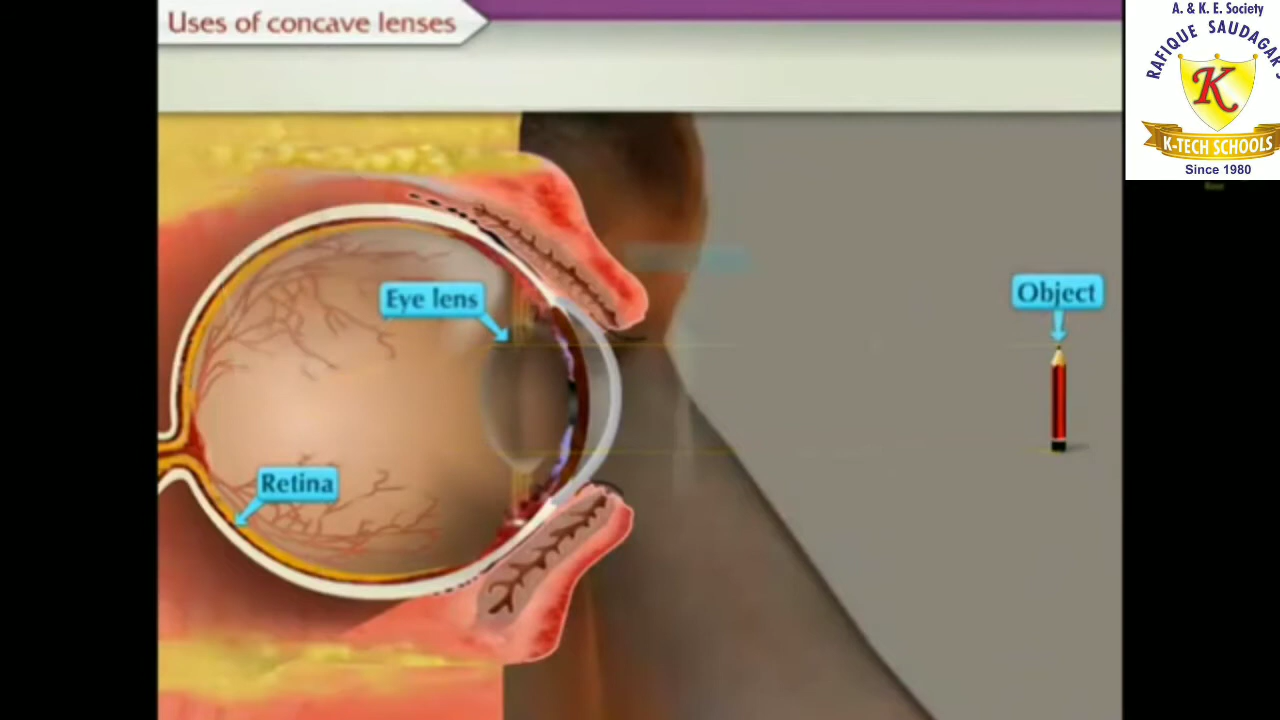 Uses of concave lenses
A. & K. E. Society
RAFIQUE SAUDAGAR'S
K
K-TECH SCHOOLS
Since 1980
Object
Eye lens
Retina